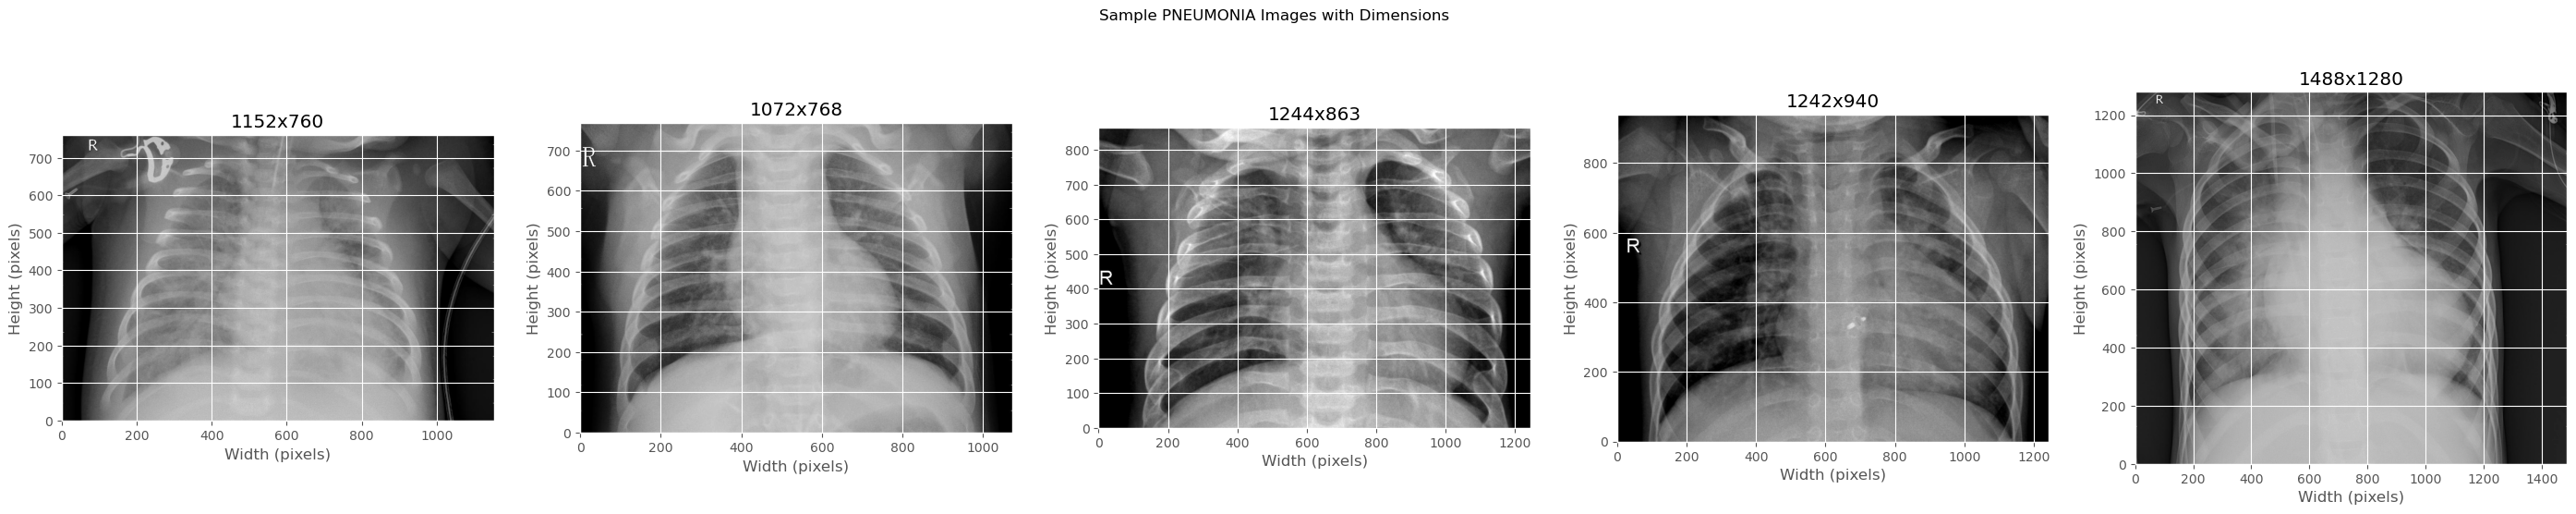 Sample PNEUMONIA Images with Dimensions
1152x760
R
Height (pixels)
700
600
500
400
300
200
100
0
0 200 400 600 800 1000
Width (pixels)
1072x768
R
Height (pixels)
700
600
500
400
300
200
100
0
0 200 400 600 800 1000
Width (pixels)
1244x863
R
Height (pixels)
800
700
600
500
400
300
200
100
0
0 200 400 600 800 1000 1200
Width (pixels)
1242x940
R
Height (pixels)
800
600
400
200
0
0 200 400 600 800 1000 1200
Width (pixels)
1488x1280
R
Height (pixels)
1200
1000
800
600
400
200
0
0 200 400 600 800 1000 1200 1400
Width (pixels)